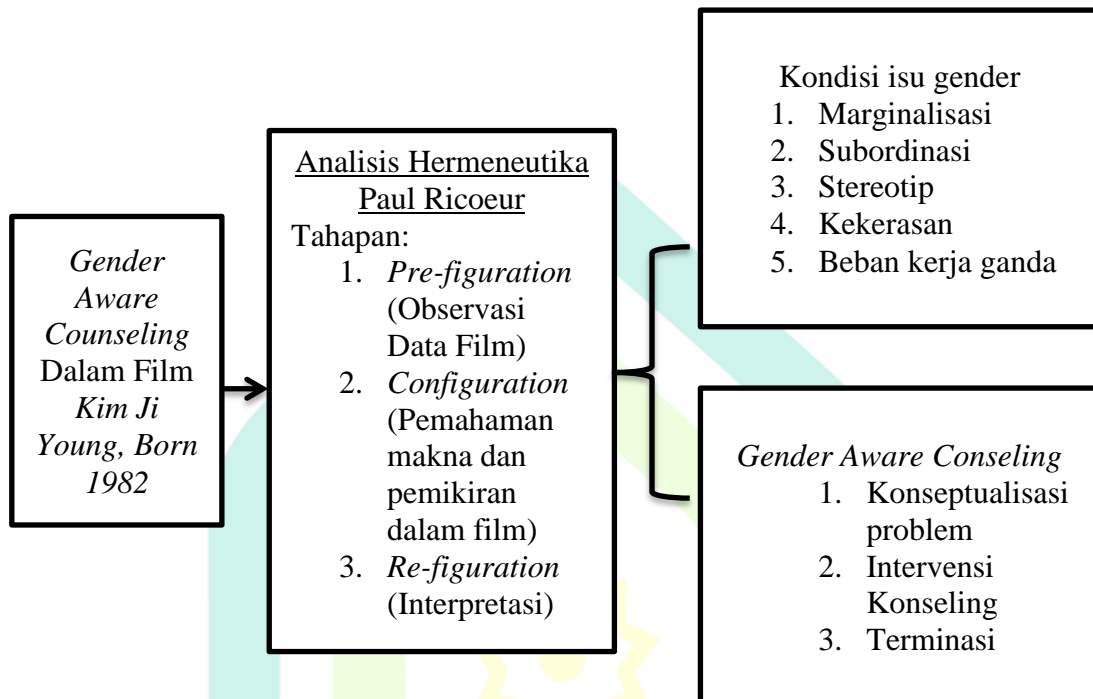 Gender
Aware
Counseling
Dalam Film
Kim Ji
Young, Born
1982
Analisis Hermeneutika
Paul Ricoeur
Tahapan:
1. Pre-figuration
(Observasi
Data Film)
2. Configuration
(Pemahaman
makna dan
pemikiran
dalam film)
3. Re-figuration
(Interpretasi)
Kondisi isu gender
1. Marginalisasi
2. Subordinasi
3. Stereotip
4. Kekerasan
5. Beban kerja ganda
Gender Aware Conseling
1. Konseptualisasi
problem
2. Intervensi
Konseling
3. Terminasi